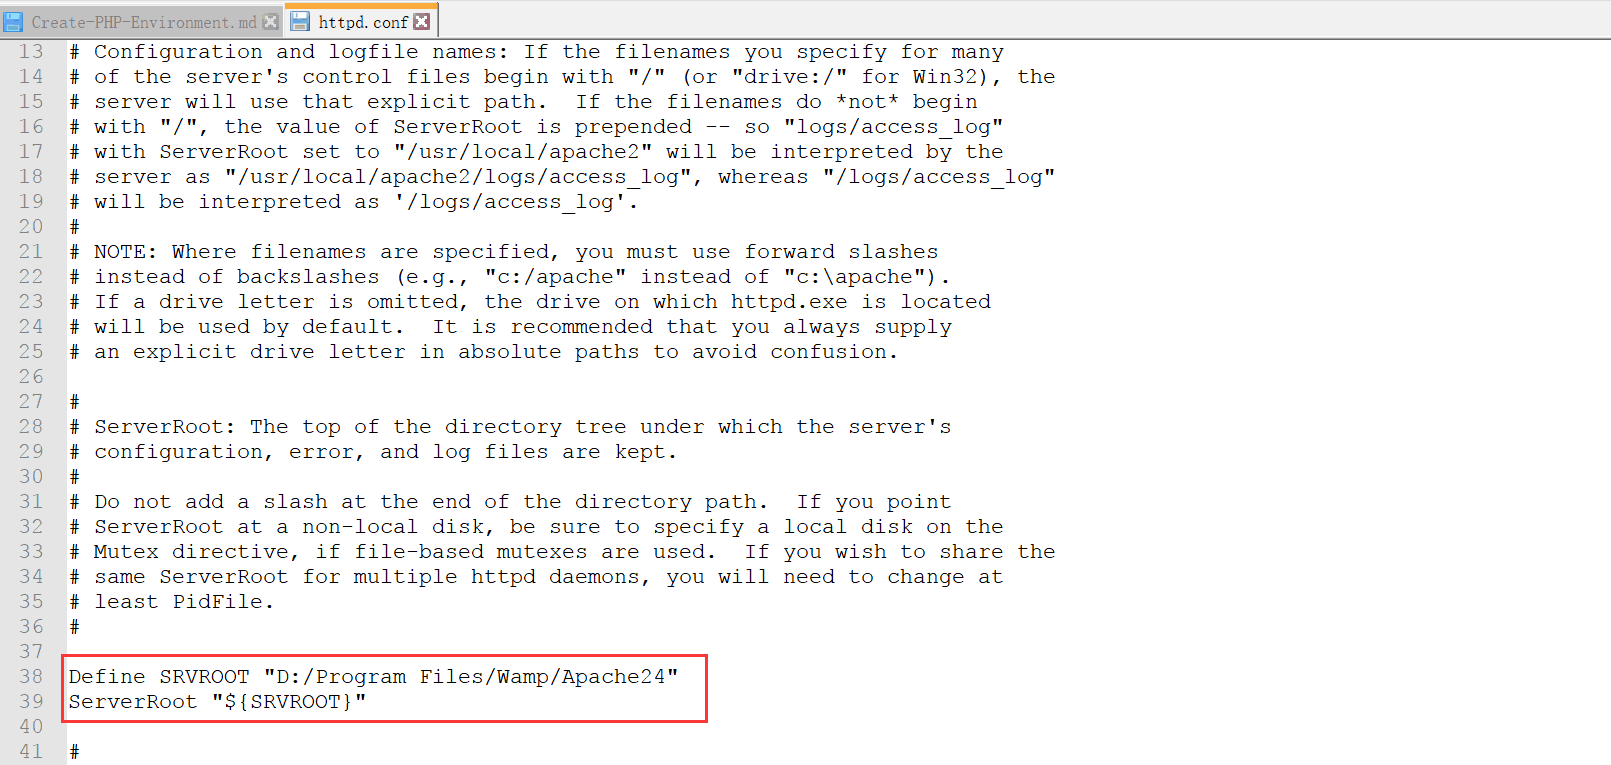 Create-PHP-Environment.md httpd.conf
13 # Configuration and logfile names: If the filenames you specify for many
14 # of the server's control files begin with "/" (or "drive:/" for Win32), the
15 # server will use that explicit path.  If the filenames do *not* begin
16 # with "/", the value of ServerRoot is prepended -- so "logs/access_log"
17 # with ServerRoot set to "/usr/local/apache2" will be interpreted by the
18 # server as "/usr/local/apache2/logs/access_log", whereas "/logs/access_log"
19 # will be interpreted as '/logs/access_log'.
20 #
21 # NOTE: Where filenames are specified, you must use forward slashes
22 # instead of backslashes (e.g., "c:/apache" instead of "c:\apache").
23 # If a drive letter is omitted, the drive on which httpd.exe is located
24 # will be used by default.  It is recommended that you always supply
25 # an explicit drive letter in absolute paths to avoid confusion.
26
27 #
28 # ServerRoot: The top of the directory tree under which the server's
29 # configuration, error, and log files are kept.
30 #
31 # Do not add a slash at the end of the directory path.  If you point
32 # ServerRoot at a non-local disk, be sure to specify a local disk on the
33 # Mutex directive, if file-based mutexes are used.  If you wish to share the
34 # same ServerRoot for multiple httpd daemons, you will need to change at
35 # least PidFile.
36 #
37
38 Define SRVROOT "D:/Program Files/Wamp/Apache24"
39 ServerRoot "${SRVROOT}"
40
41 #